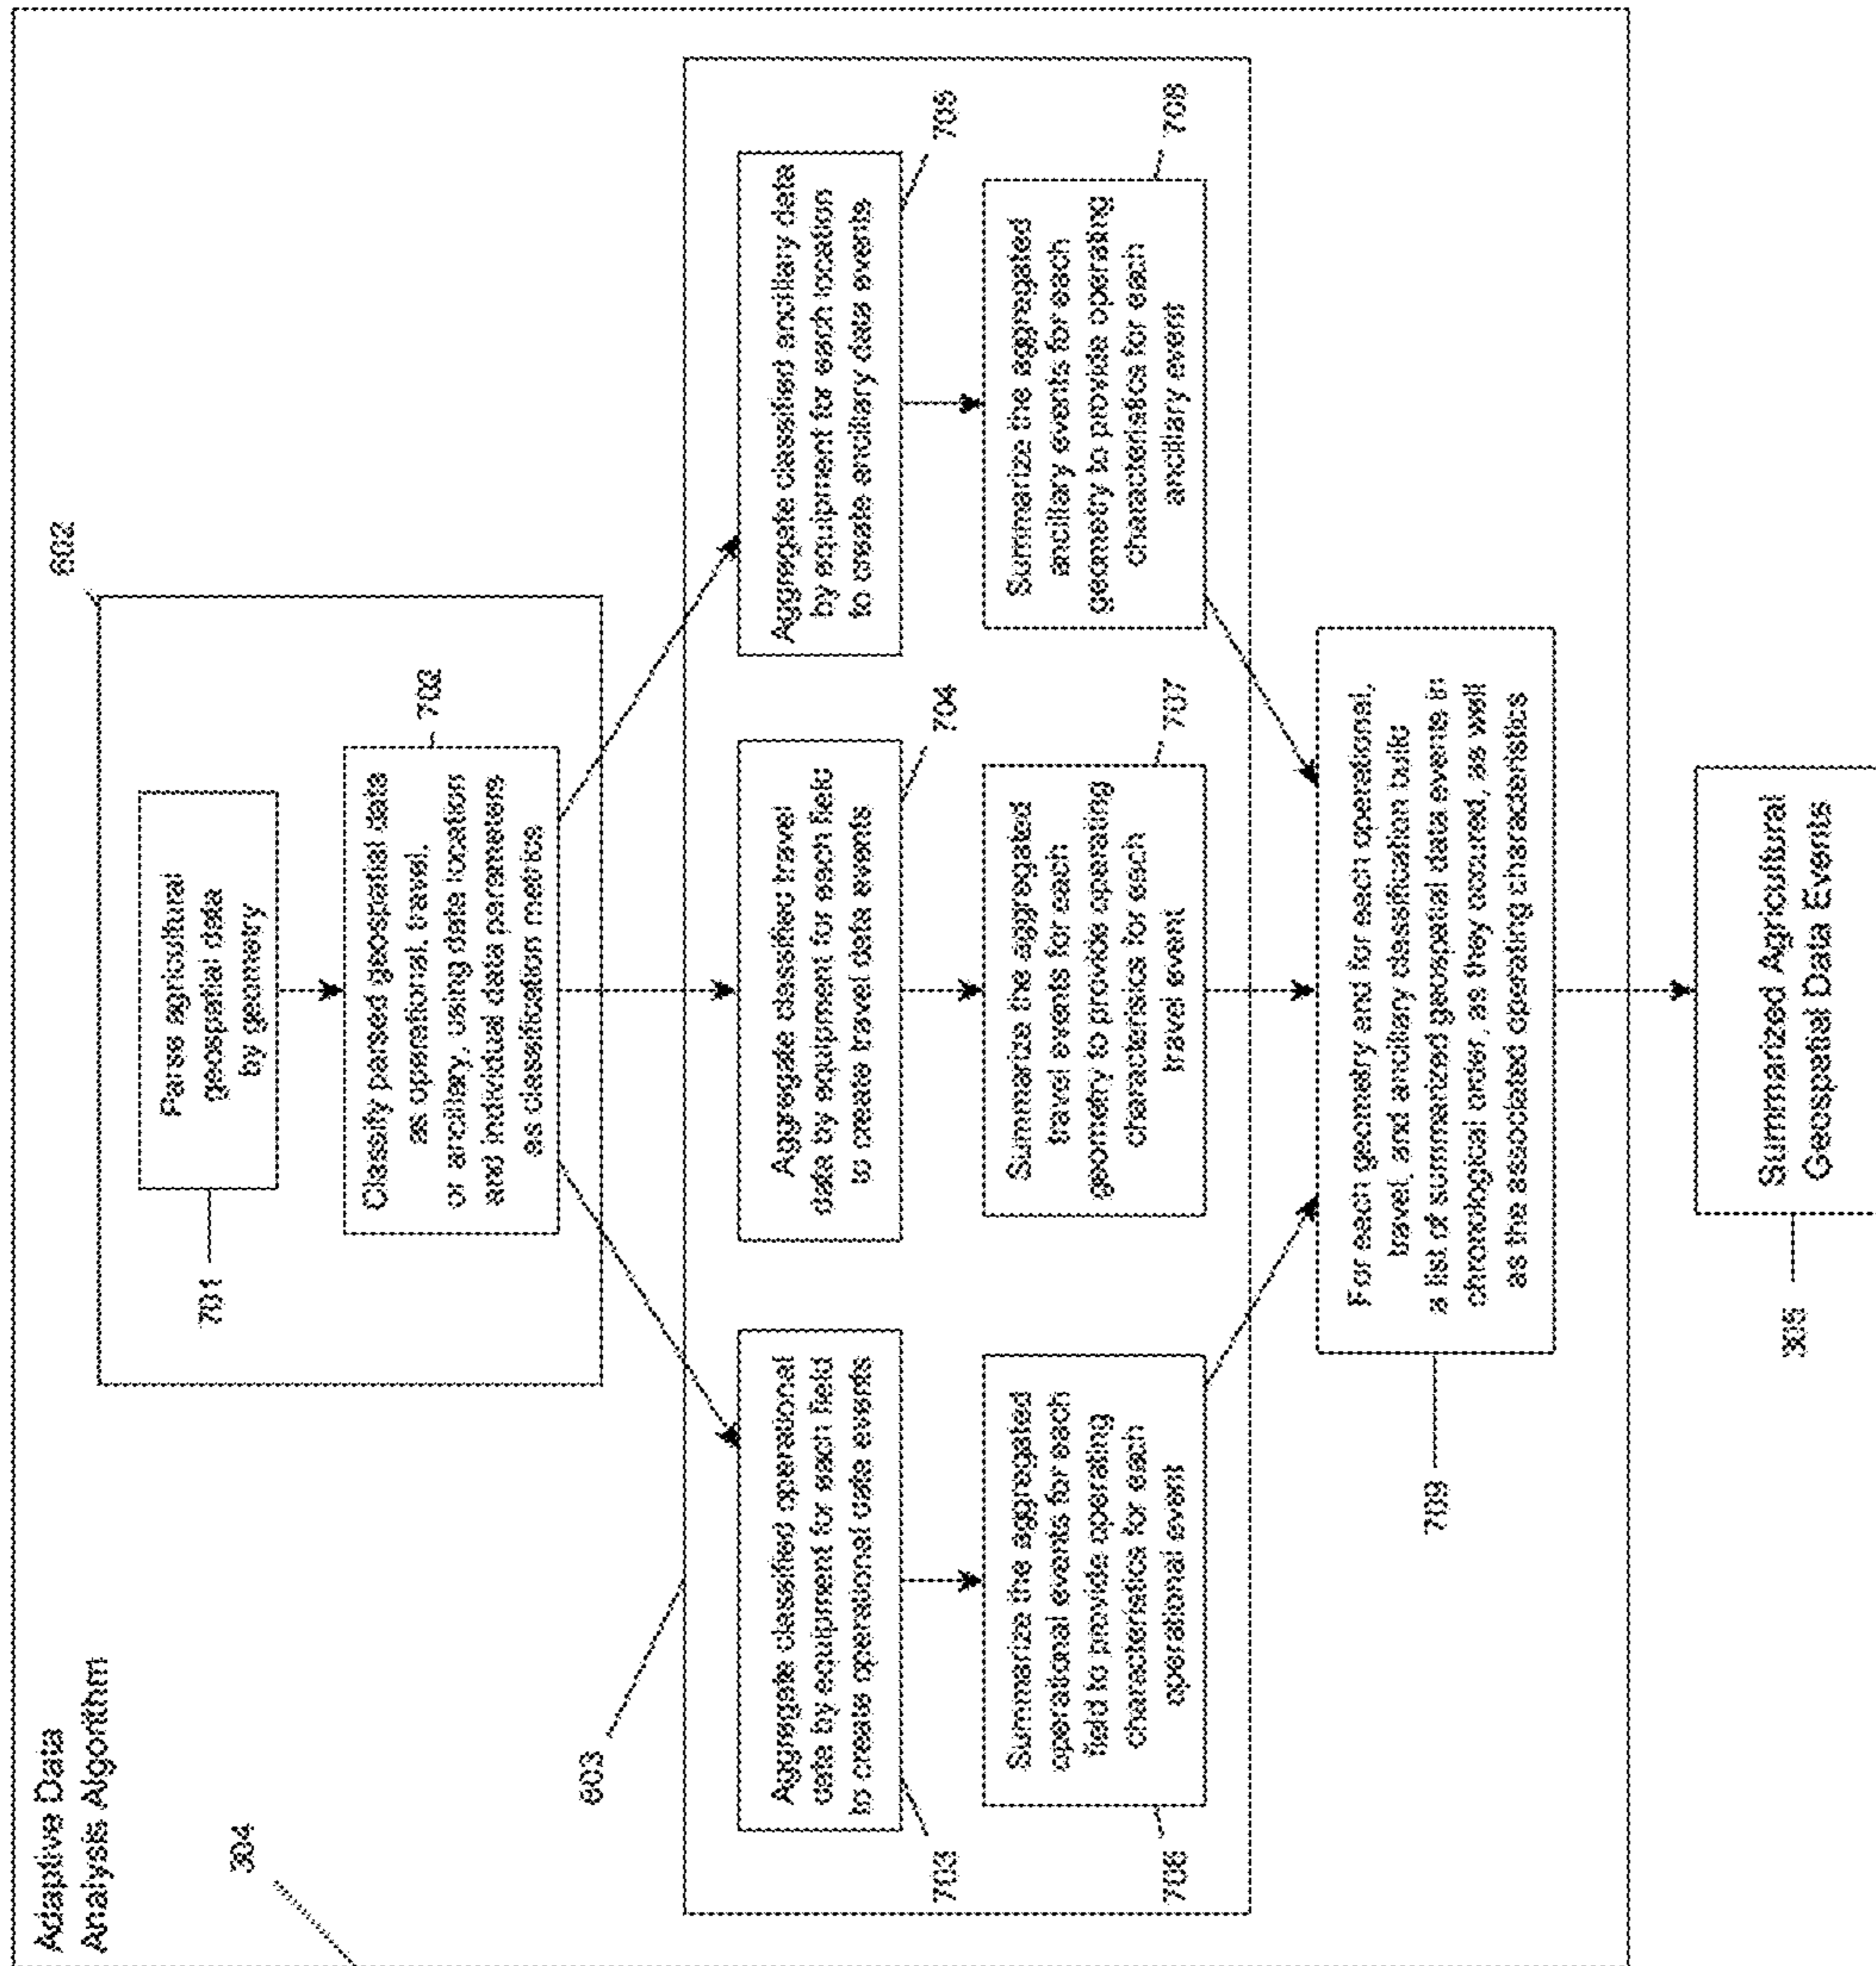 Adaptive Data
Analysis Algorithm
304
602
701
Parse agricultural
geospatial data
by geometry
702
Classify parsed geospatial data
as operational, travel,
or ancillary, using date location
and individual data parameters
as classification metrics
603
703
Aggregate classified operational
data by equipment for each field
to create operational data events
704
Aggregate classified travel
data by equipment for each field
to create travel data events
705
Aggregate classified ancillary data
by equipment for each location
to create ancillary data events
706
Summarize the aggregated
operational events for each
field to provide operating
characteristics for each
operational event
707
Summarize the aggregated
travel events for each
geometry to provide operating
characterisics for each
travel event
708
Summarize the aggregated
ancillary events for each
geometry to provide operating
characteristics for each
ancillary event
709
For each geometry and for each operational,
travel, and ancillary classification build
a list of summarized geospatial data events in
chronological order, as they occured, as well
as the associated operating characteristics
305
Summarized Agricultural
Geospatial Data Events